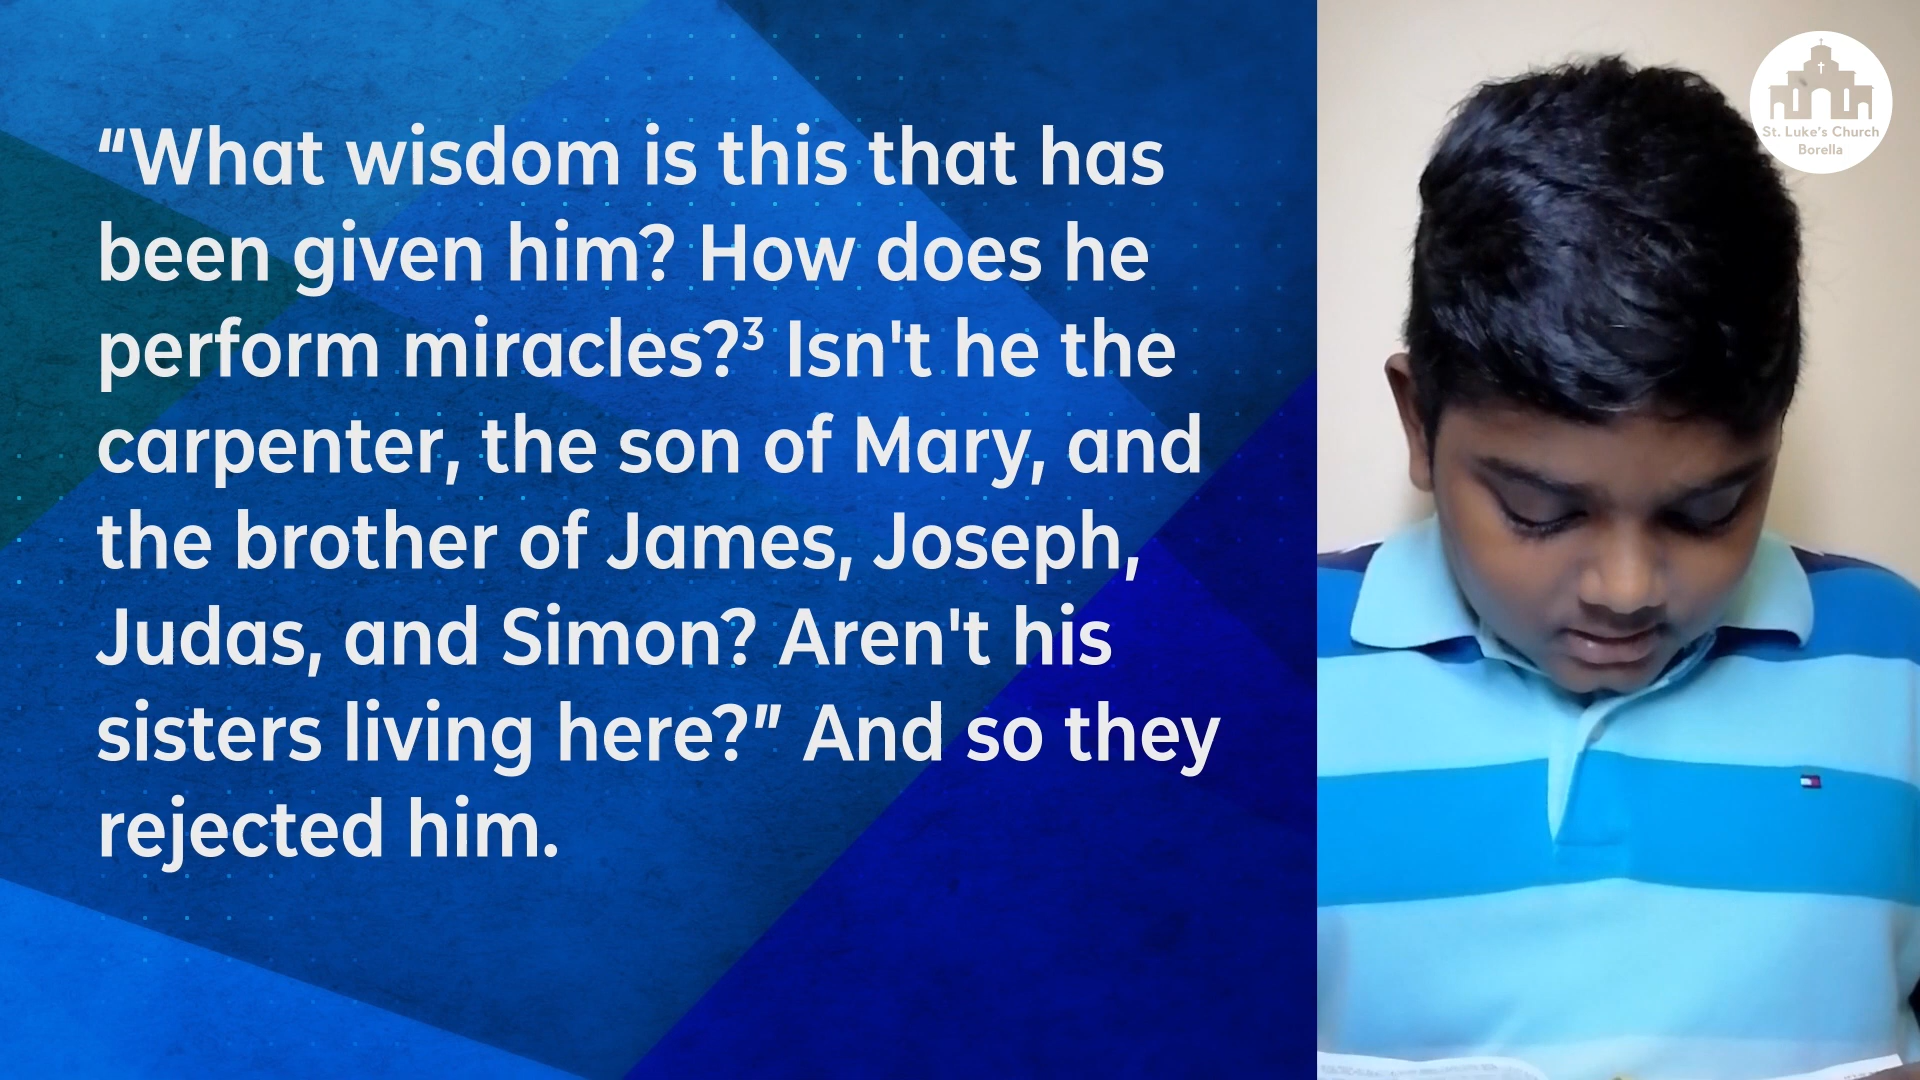 “What wisdom is this that has
been given him? How does he
perform miracles?³ Isn't he the
carpenter, the son of Mary, and
the brother of James, Joseph,
Judas, and Simon? Aren't his
sisters living here?” And so they
rejected him.
St. Luke's Church
Borella